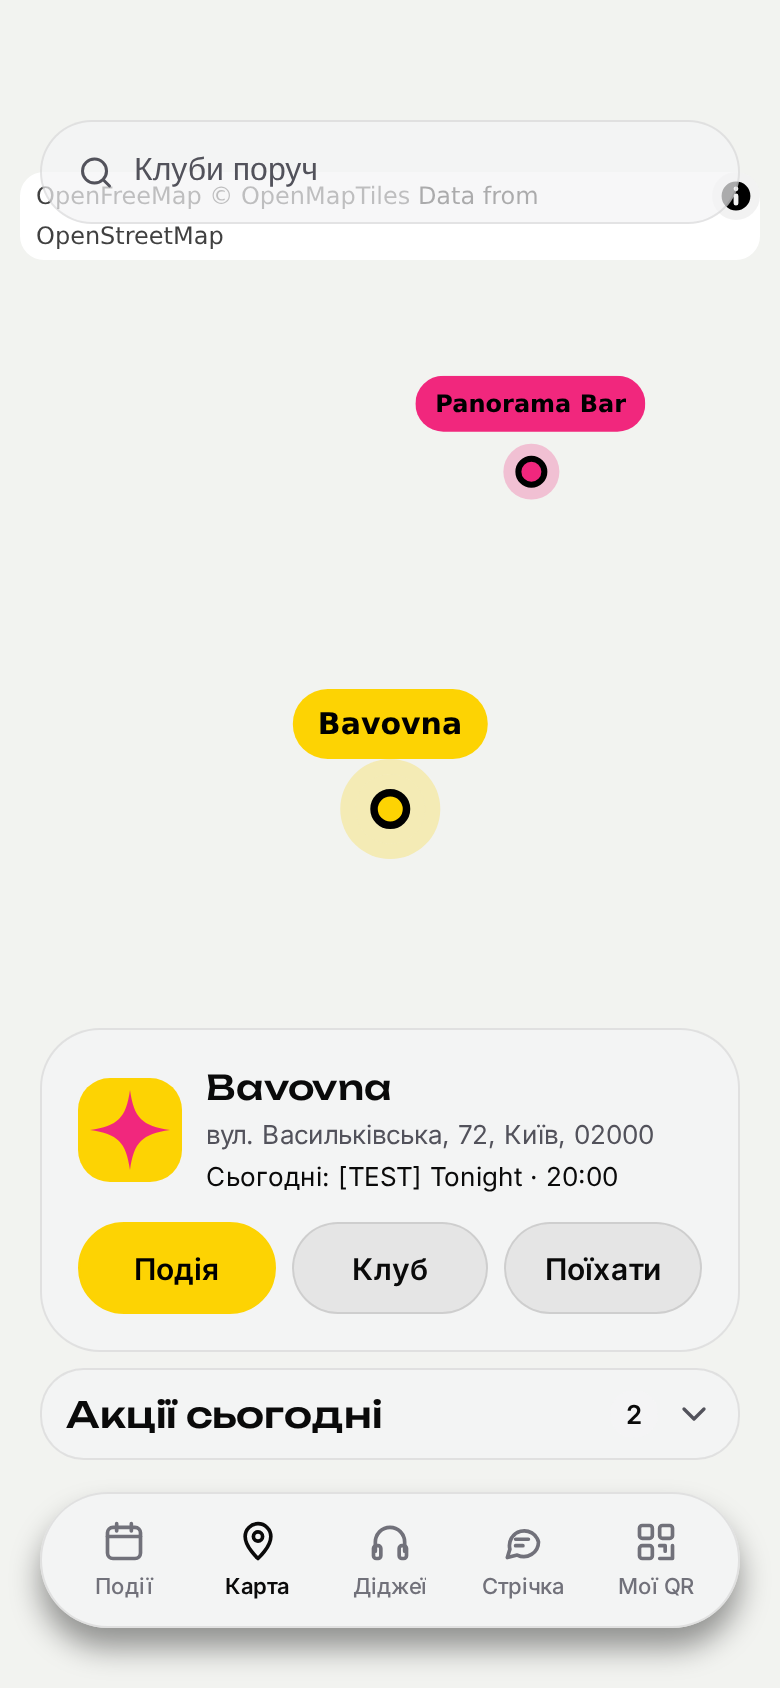 Клуби поруч
OpenFreeMap © OpenMapTiles Data from
OpenStreetMap
Panorama Bar
Bavovna
Bavovna
вул. Васильківська, 72, Київ, 02000
Сьогодні: [TEST] Tonight · 20:00
Подія
Клуб
Поїхати
Акції сьогодні 2
Події
Карта
Діджеї
Стрічка
Мої QR